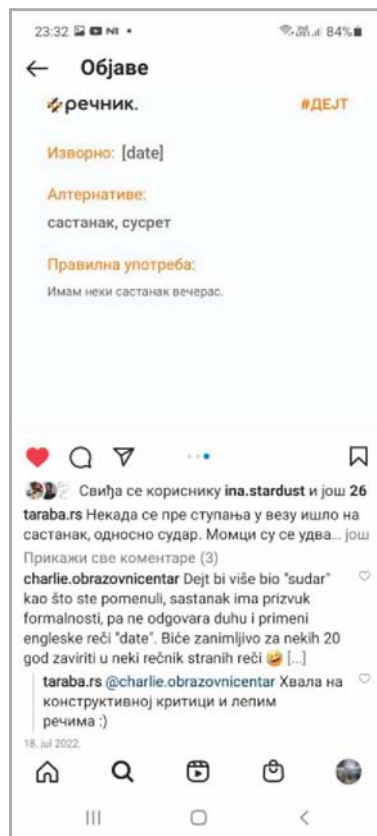 23:32 NI • 84%
← Објаве
речник. #ДЕЈТ
Изворно: [date]
Алтернативе:
састанак, сусрет
Правилна употреба:
Имам неки састанак вечерас.
Свиђа се кориснику ina.stardust и још 26
taraba.rs Некада се пре ступања у везу ишло на
састанак, односно судар. Момци су се удва... још
Прикажи све коментаре (3)
charlie.obrazovnicentar Dejt bi više bio "sudar"
kao što ste pomenuli, sastanak ima prizvuk
formalnosti, pa ne odgovara duhu i primeni
engleske reči "date". Biće zanimljivo za nekih 20
god zaviriti u neki rečnik stranih reči 🤣 [...]
taraba.rs @charlie.obrazovnicentar Хвала на
конструктивној критици и лепим
речима :)
18. jul 2022.